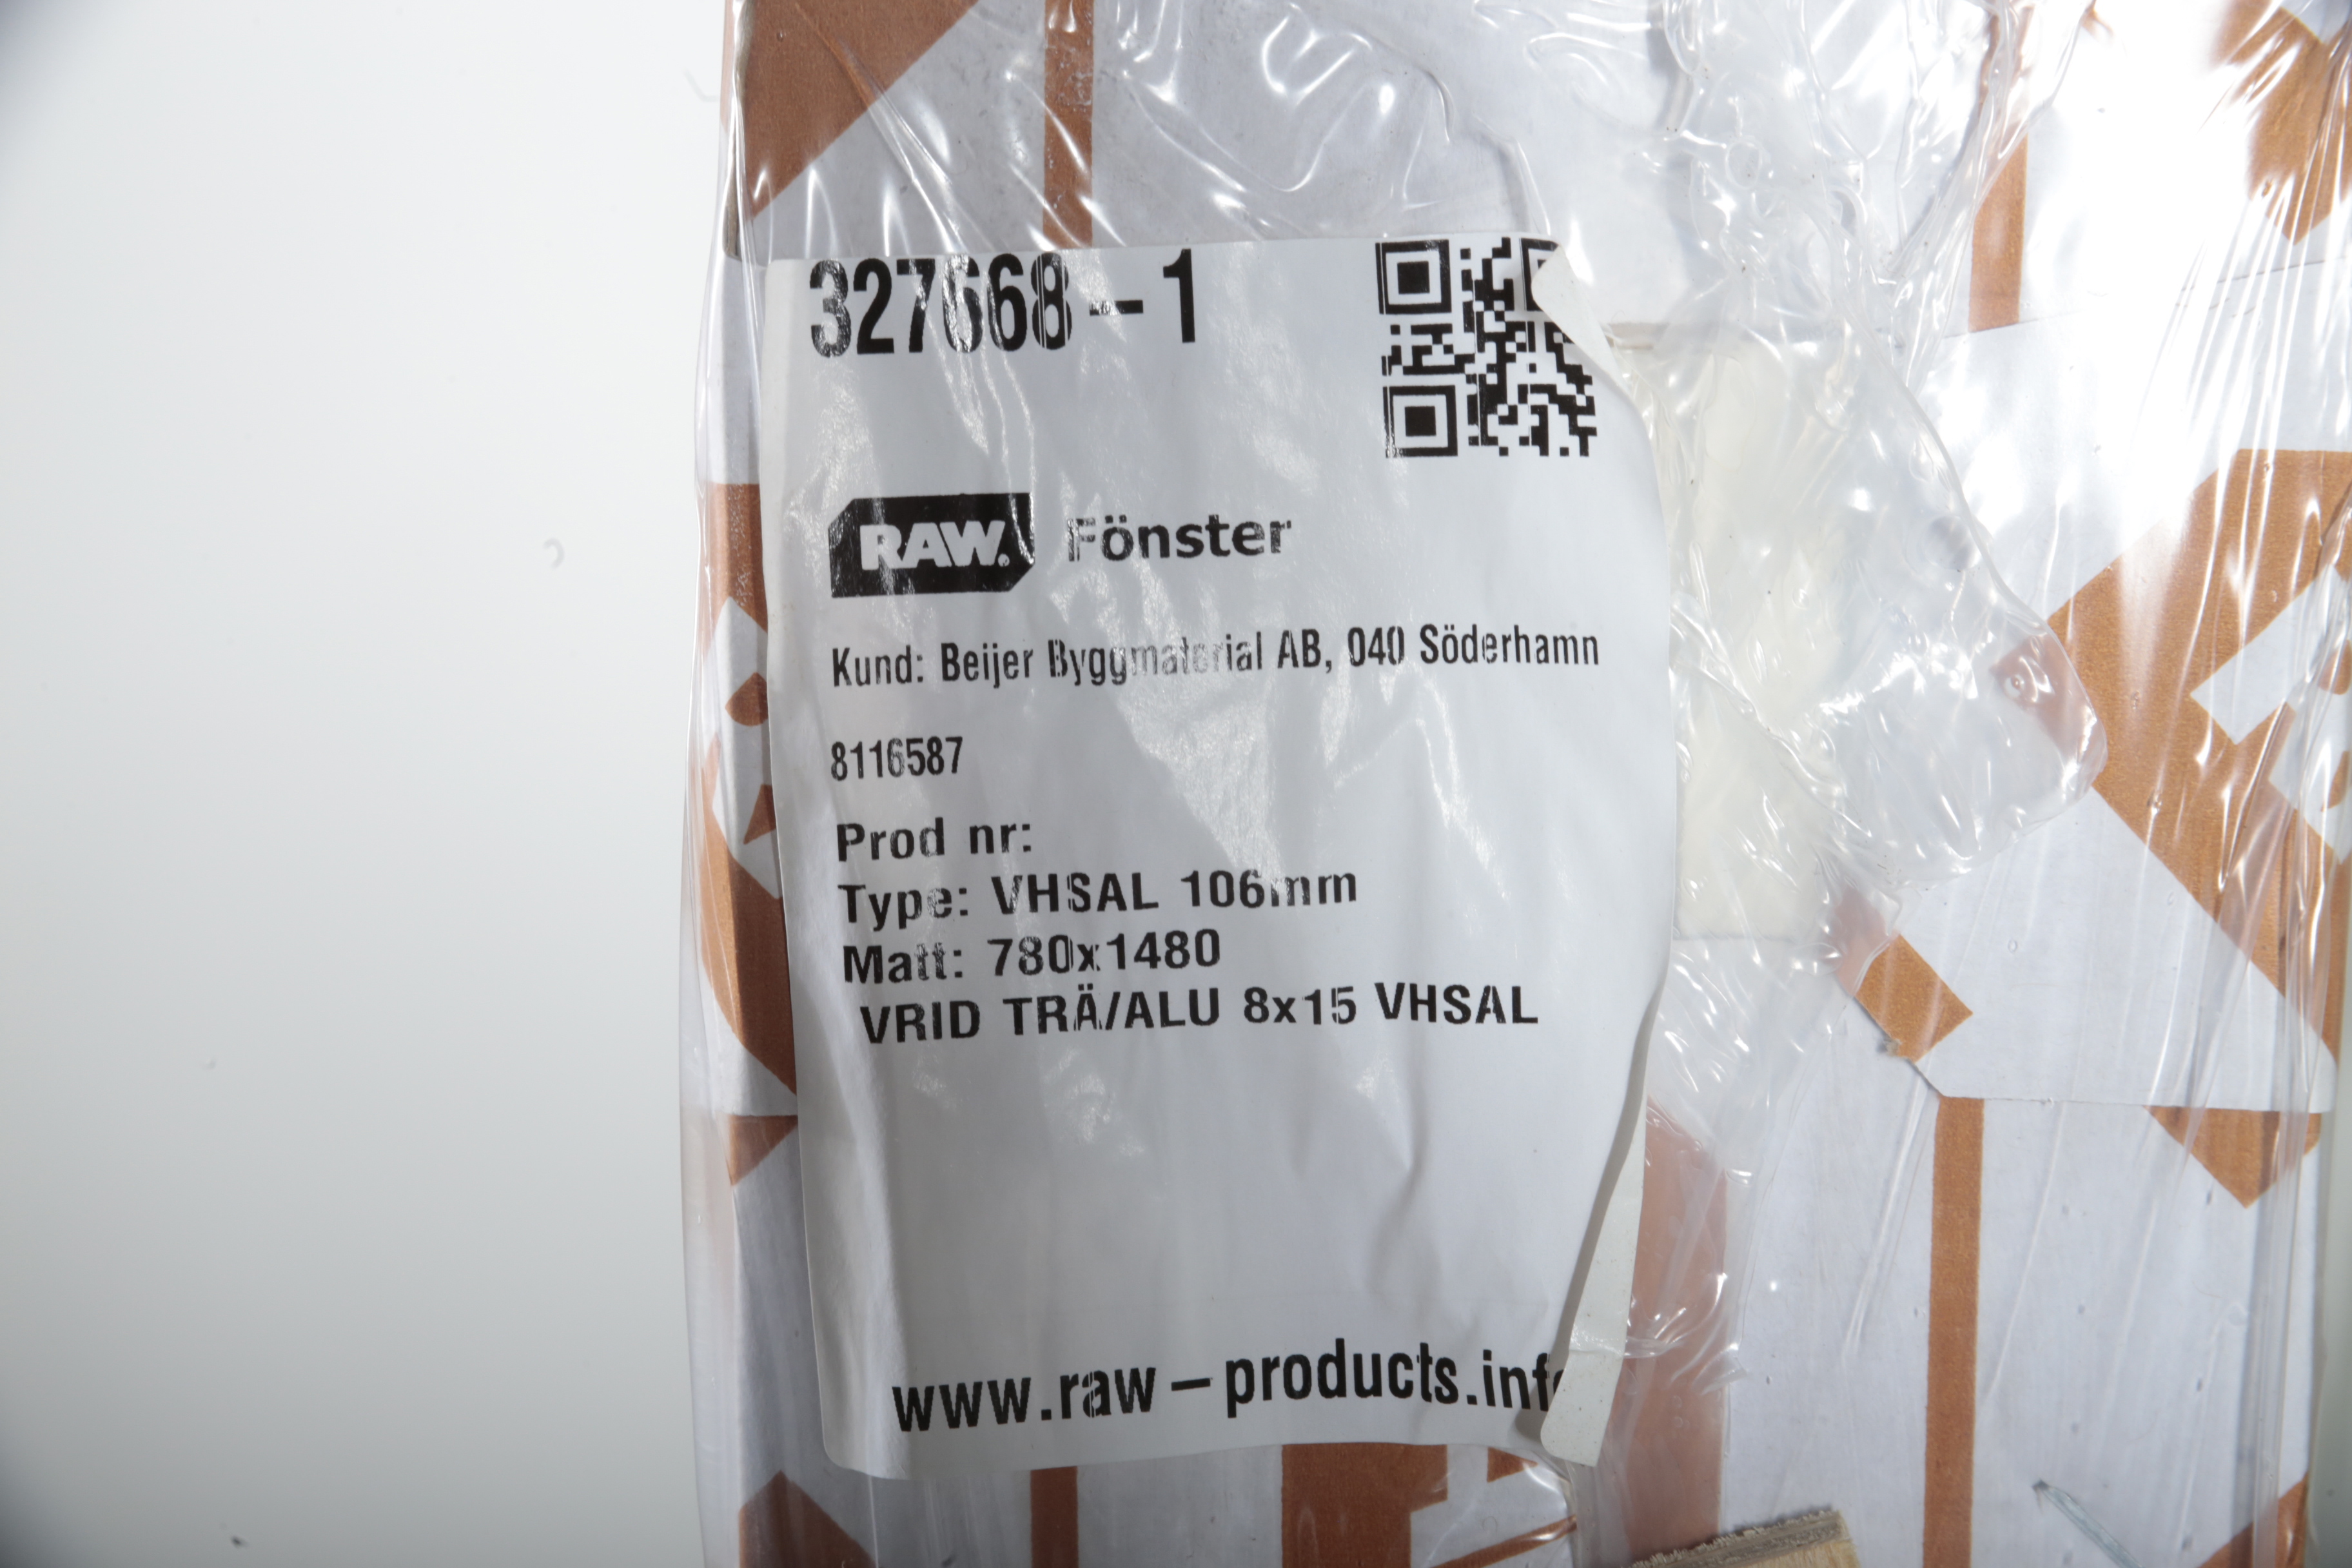 327668-1
RAW. Fönster
Kund: Beijer Byggmaterial AB, 040 Söderhamn
8116587
Prod nr:
Type: VHSAL 106mm
Matt: 780x1480
VRID TRÄ/ALU 8x15 VHSAL
www.raw-products.info